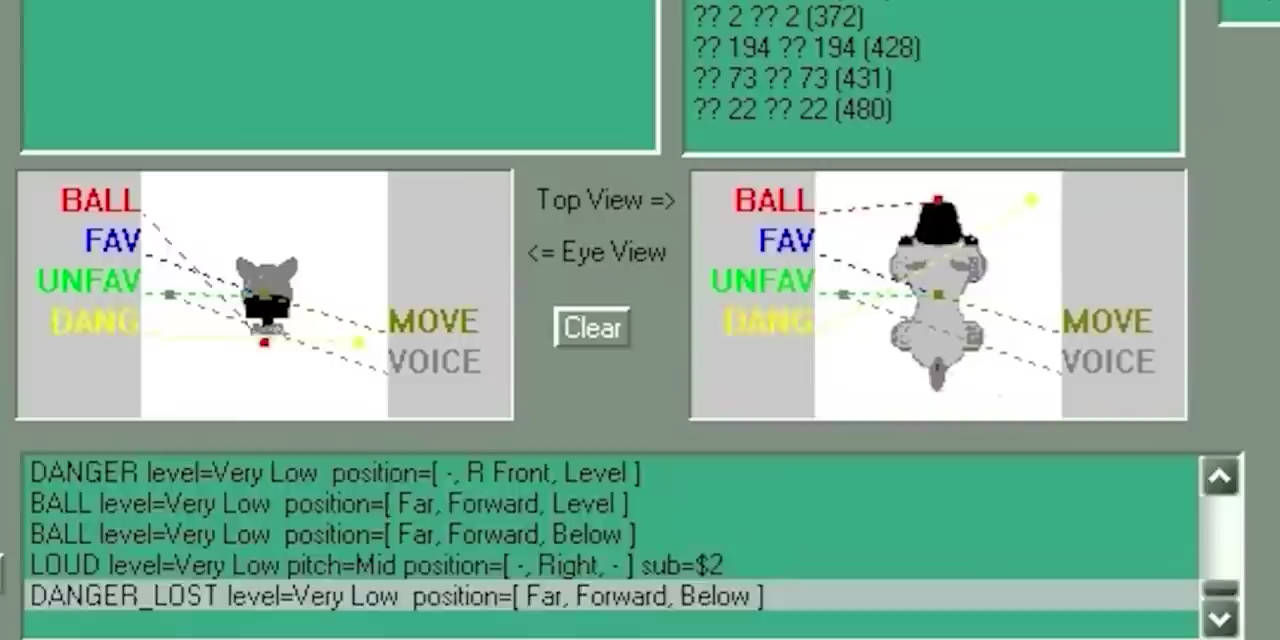 ?? 2 ?? 2 (372)
?? 194 ?? 194 (428)
?? 73 ?? 73 (431)
?? 22 ?? 22 (480)
BALL
FAV
UNFAV
DANG
MOVE
VOICE
Top View =>
<= Eye View
Clear
BALL
FAV
UNFAV
DANG
MOVE
VOICE
DANGER level=Very Low position=[ -, R Front, Level ]
BALL level=Very Low position=[ Far, Forward, Level ]
BALL level=Very Low position=[ Far, Forward, Below ]
LOUD level=Very Low pitch=Mid position=[ -, Right, - ] sub=$2
DANGER_LOST level=Very Low position=[ Far, Forward, Below ]